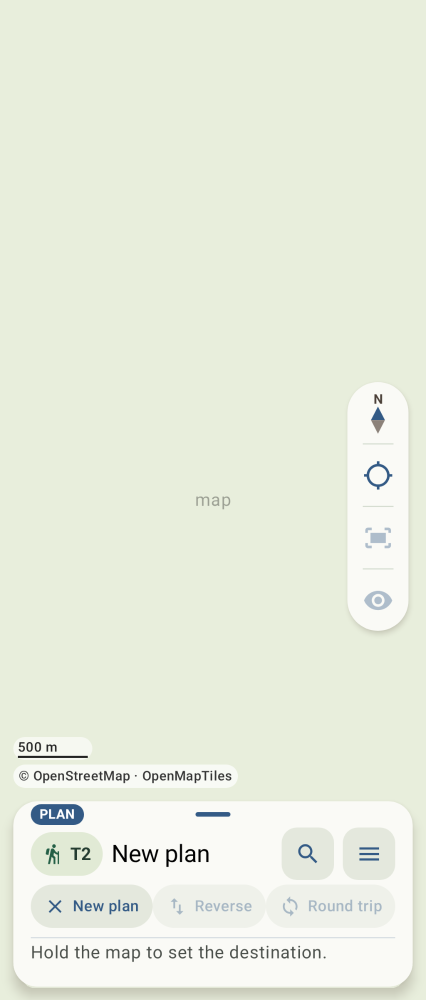 N
map
500 m
© OpenStreetMap · OpenMapTiles
PLAN
T2 New plan
New plan Reverse Round trip
Hold the map to set the destination.